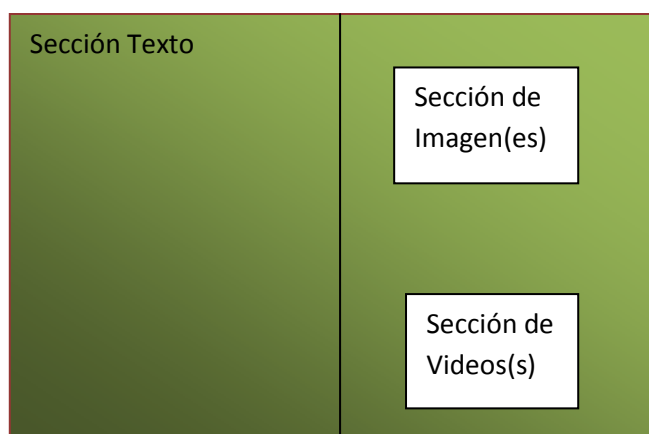 Sección Texto
Sección de
Imagen(es)
Sección de
Videos(s)